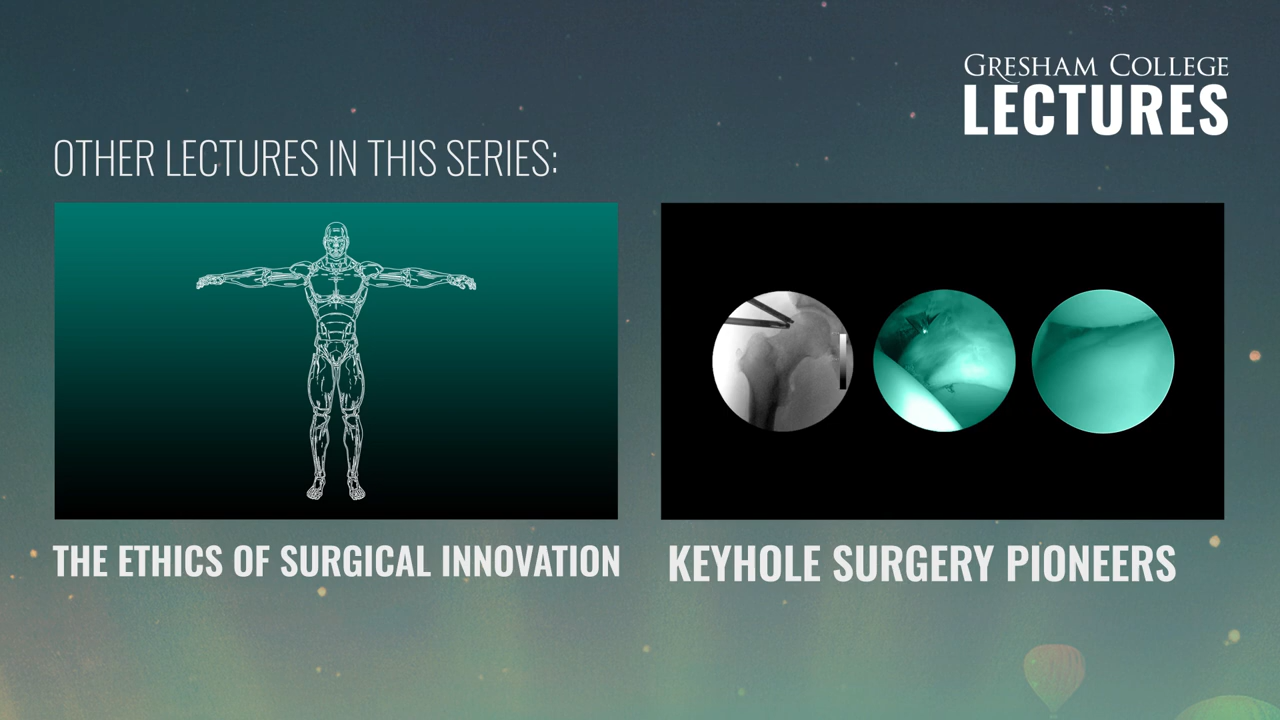 GRESHAM COLLEGE
LECTURES
OTHER LECTURES IN THIS SERIES:
THE ETHICS OF SURGICAL INNOVATION
KEYHOLE SURGERY PIONEERS